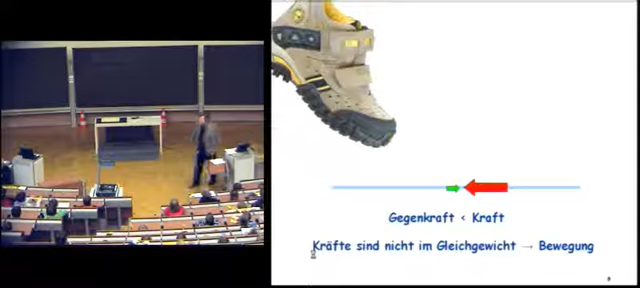 Gegenkraft < Kraft
Kräfte sind nicht im Gleichgewicht → Bewegung